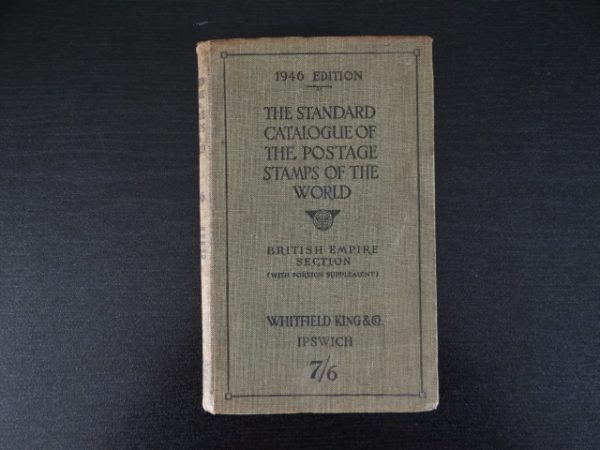 1946 EDITION
THE STANDARD
CATALOGUE OF
THE POSTAGE
STAMPS OF THE
WORLD
BRITISH EMPIRE
SECTION
(WITH FOREIGN SUPPLEMENT)
WHITFIELD KING & CO.
IPSWICH
7/6